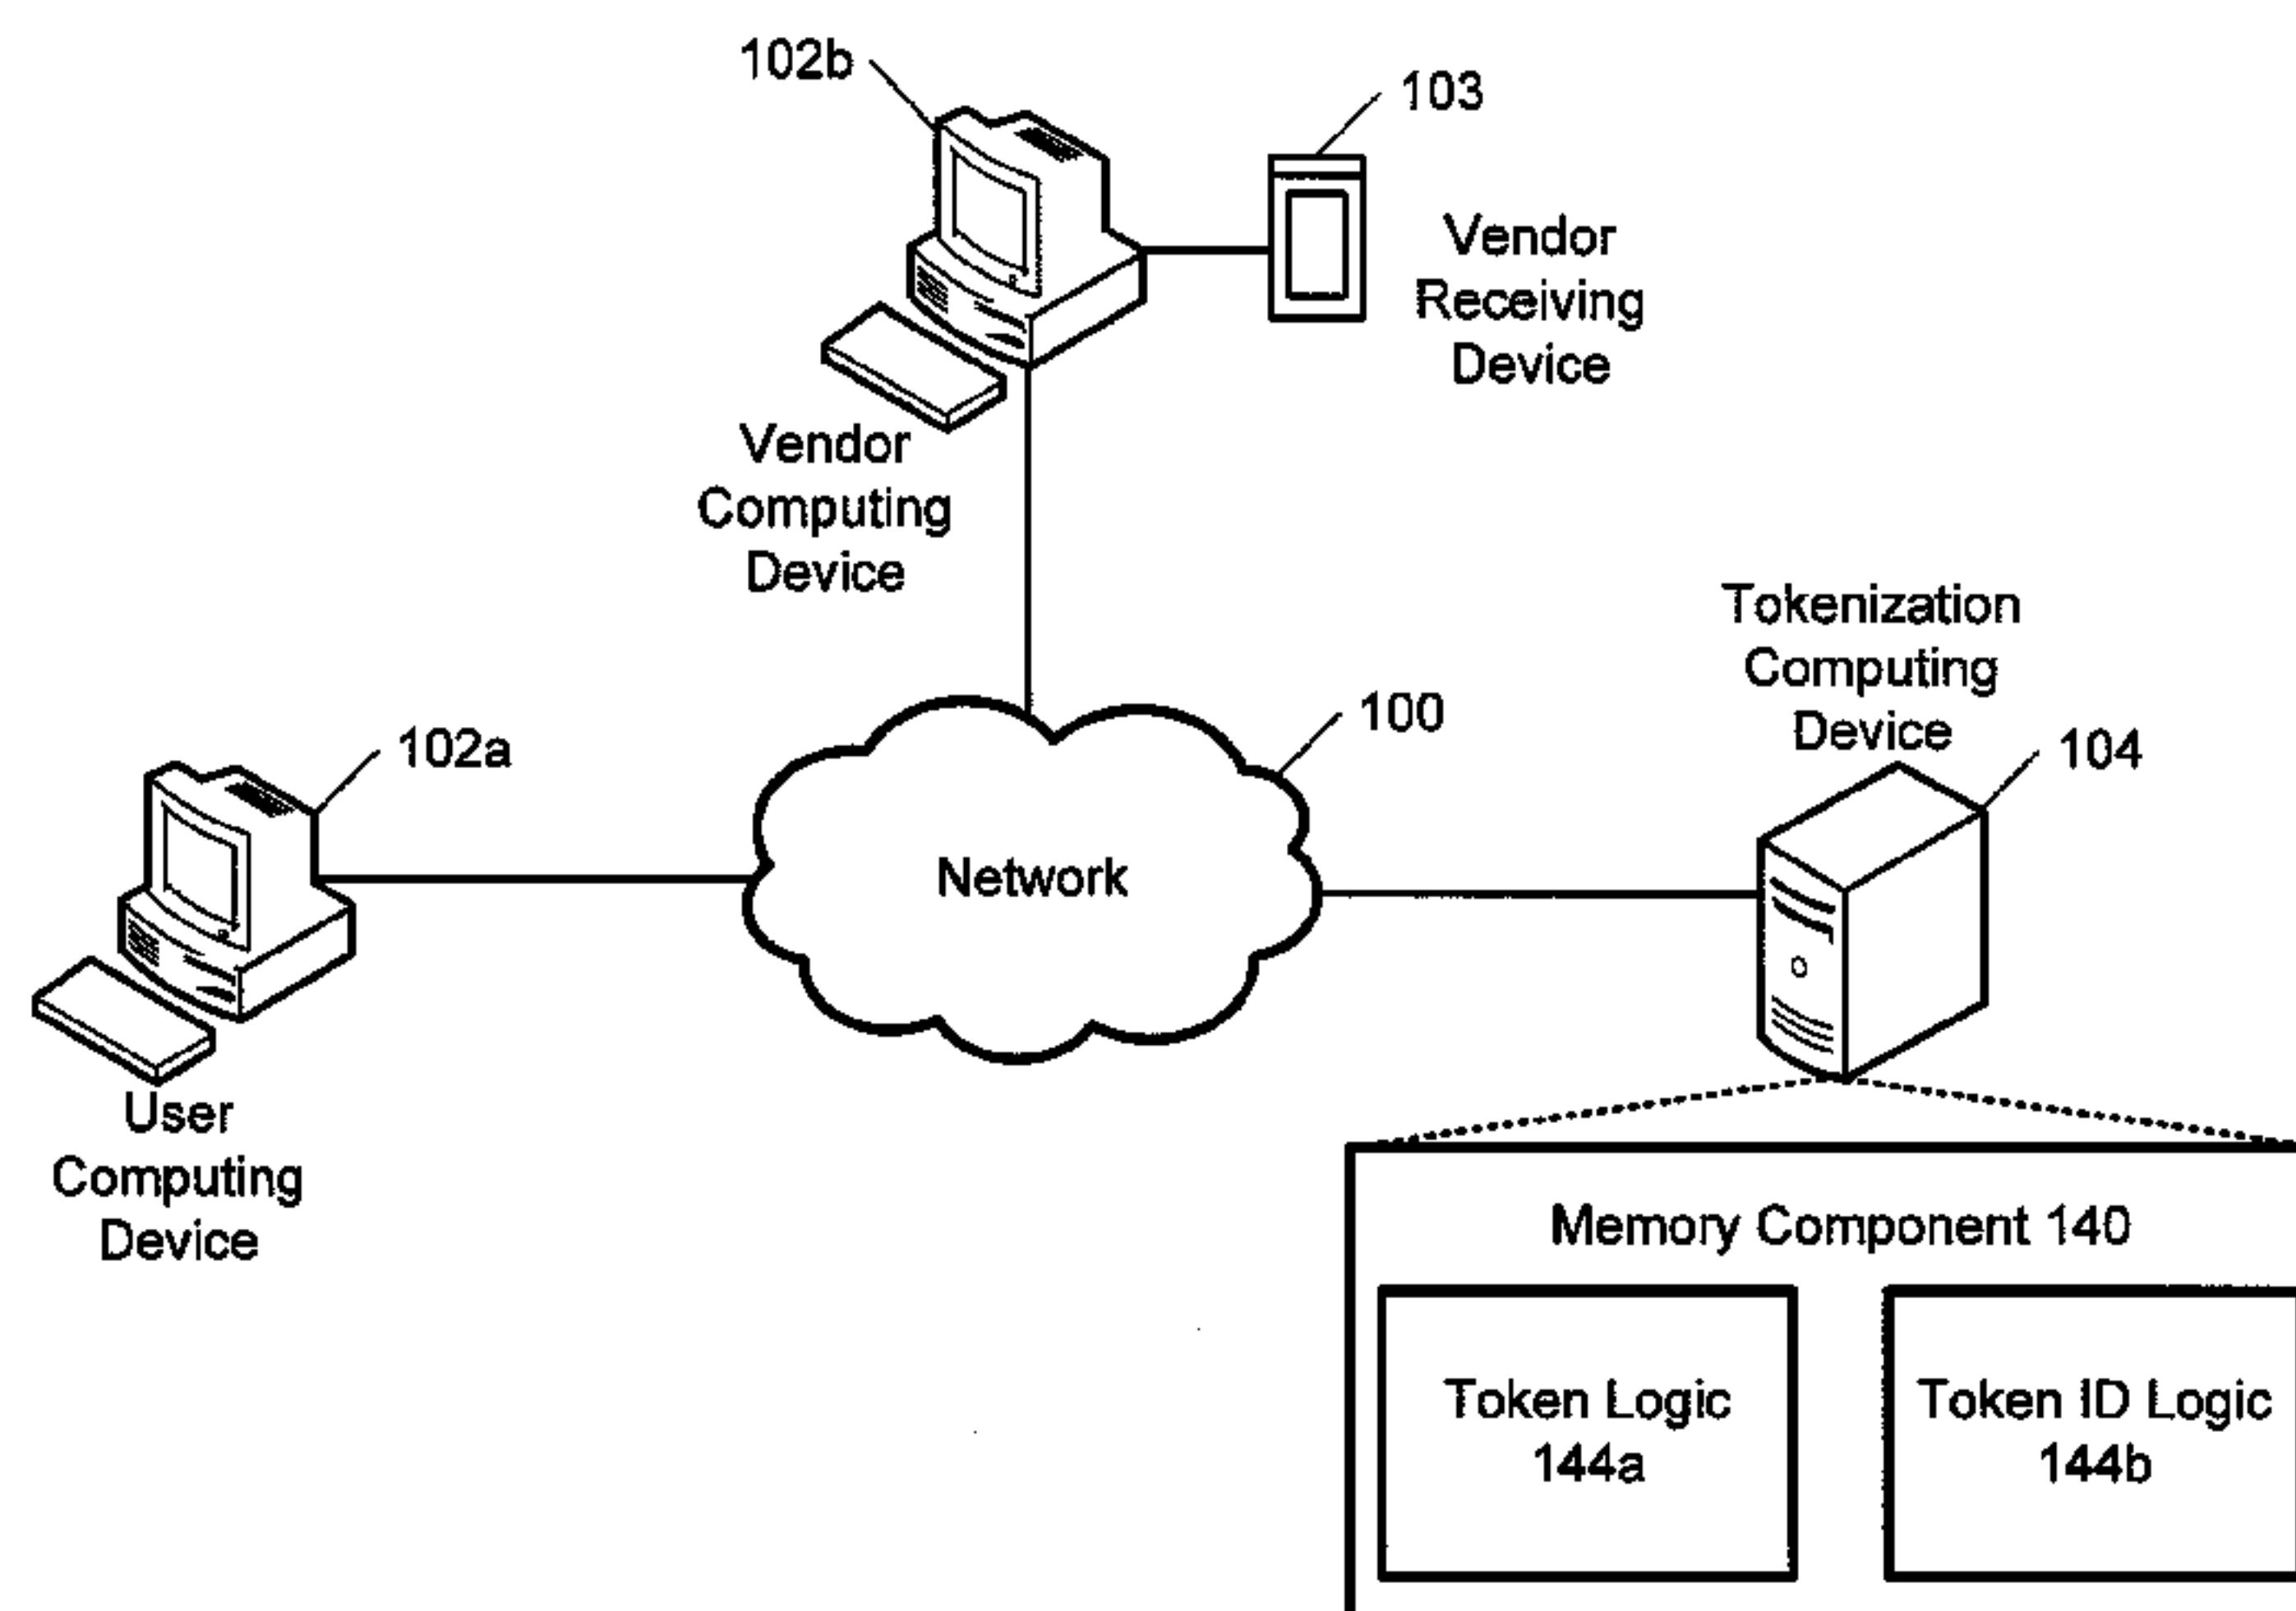 102b
103
Vendor
Receiving
Device
Vendor
Computing
Device
Tokenization
Computing
Device
104
100
102a
Network
User
Computing
Device
Memory Component 140
Token Logic
144a
Token ID Logic
144b